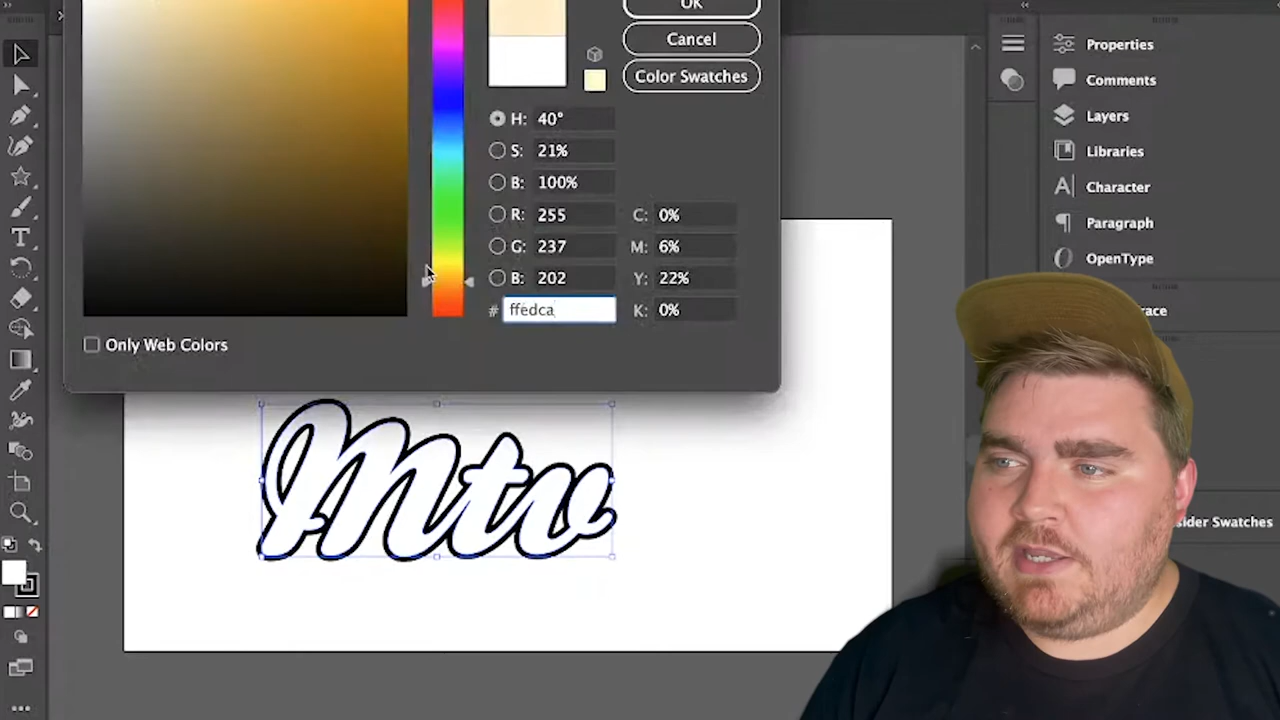 OK
Cancel
Color Swatches
H: 40°
S: 21%
B: 100%
R: 255
G: 237
B: 202
# ffedca
C: 0%
M: 6%
Y: 22%
K: 0%
Only Web Colors
Properties
Comments
Layers
Libraries
Character
Paragraph
OpenType
Swatches
Mtv